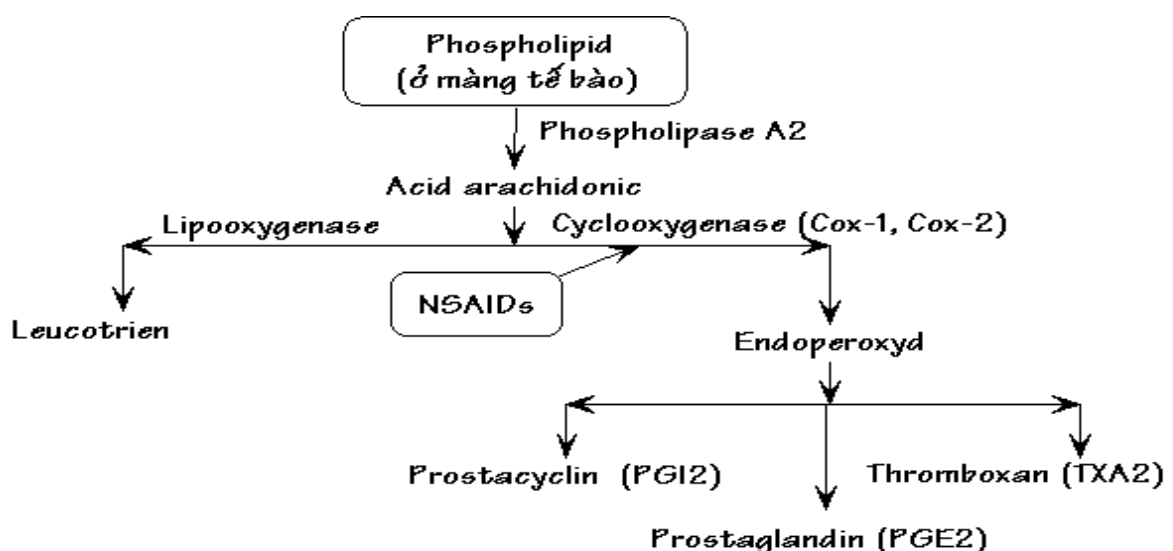 Phospholipid
(ở màng tế bào)
Phospholipase A2
Acid arachidonic
Lipooxygenase
Cyclooxygenase (Cox-1, Cox-2)
NSAIDs
Leucotrien
Endoperoxyd
Prostacyclin (PGI2)
Thromboxan (TXA2)
Prostaglandin (PGE2)